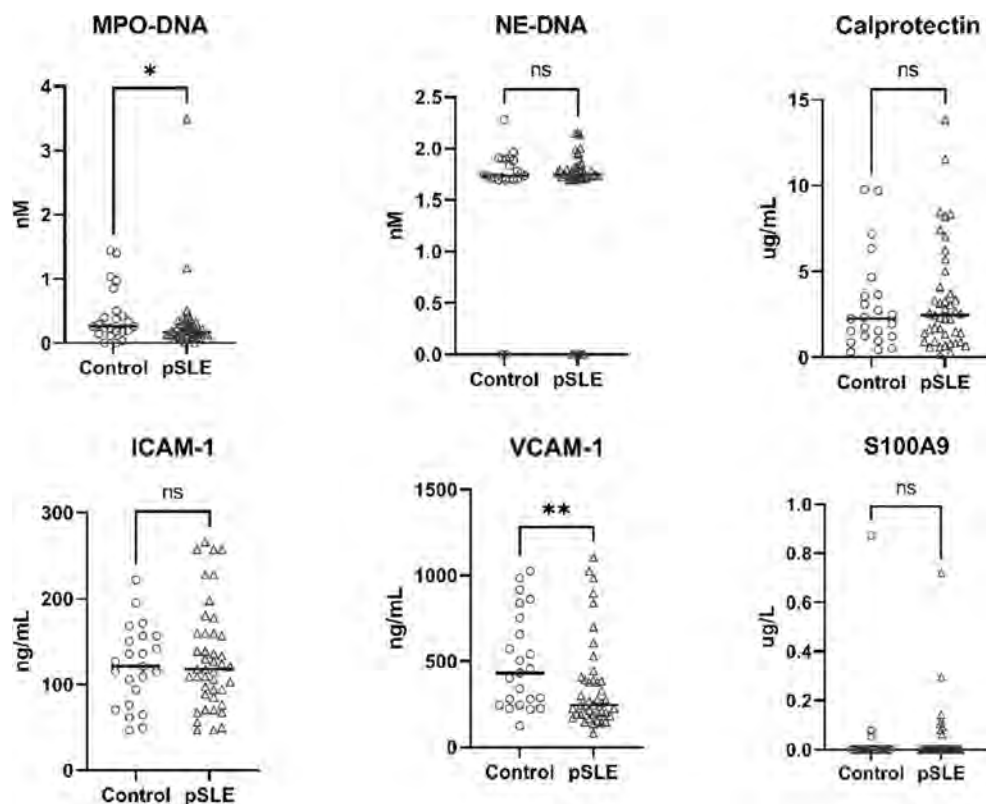 MPO-DNA
*
4
3
2
1
0
nM
Control pSLE
NE-DNA
ns
2.5
2.0
1.5
1.0
0.5
0.0
nM
Control pSLE
Calprotectin
ns
15
10
5
0
ug/mL
Control pSLE
ICAM-1
ns
300
200
100
0
ng/mL
Control pSLE
VCAM-1
**
1500
1000
500
0
ng/mL
Control pSLE
S100A9
ns
1.0
0.8
0.6
0.4
0.2
0.0
ug/L
Control pSLE